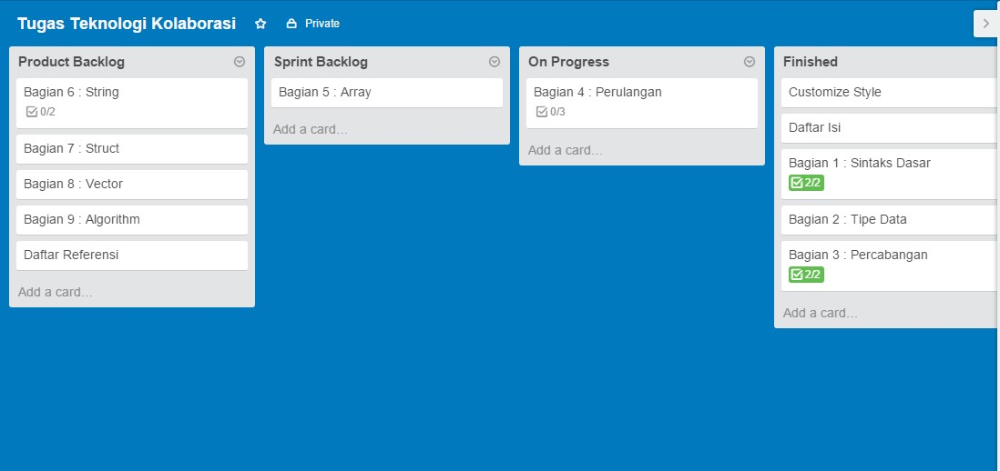 Tugas Teknologi Kolaborasi
Private
Product Backlog
Bagian 6 : String
0/2
Bagian 7 : Struct
Bagian 8 : Vector
Bagian 9 : Algorithm
Daftar Referensi
Add a card...
Sprint Backlog
Bagian 5 : Array
Add a card...
On Progress
Bagian 4 : Perulangan
0/3
Add a card...
Finished
Customize Style
Daftar Isi
Bagian 1 : Sintaks Dasar
2/2
Bagian 2 : Tipe Data
Bagian 3 : Percabangan
2/2
Add a card...